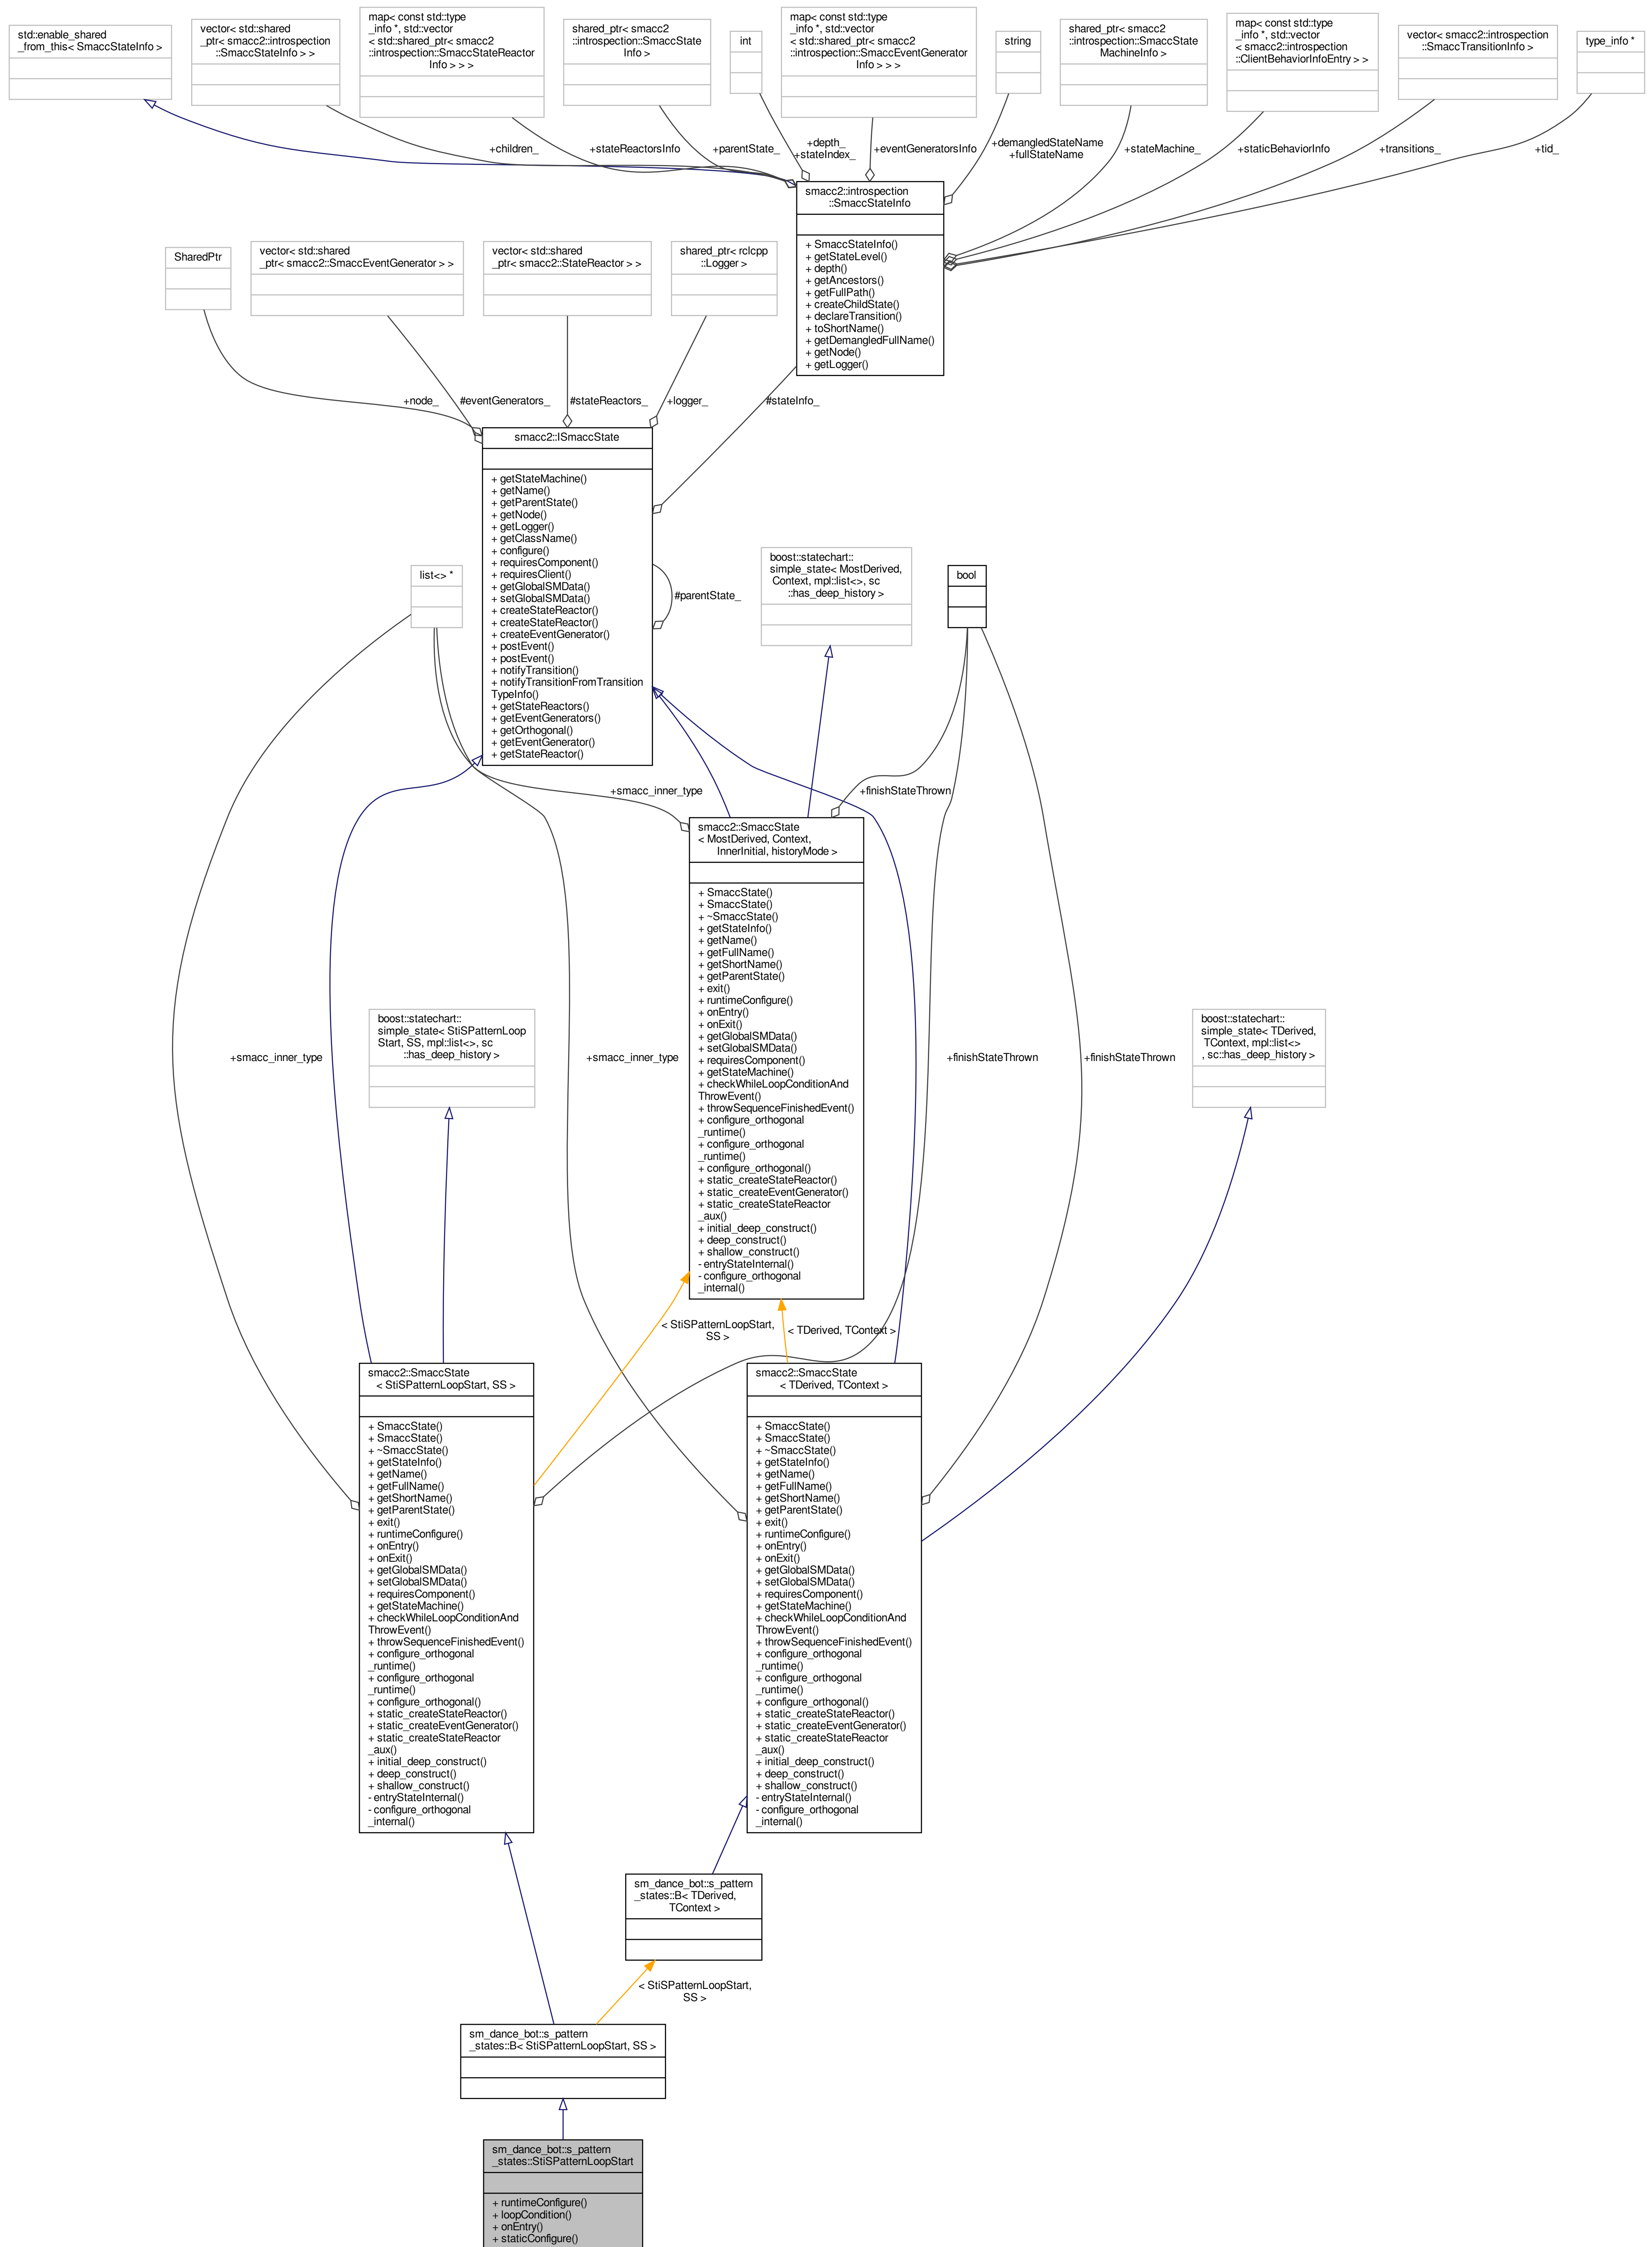 std::enable_shared
_from_this< SmaccStateInfo >
vector< std::shared
_ptr< smacc2::introspection
::SmaccStateInfo > >
map< const std::type
_info *, std::vector
< std::shared_ptr< smacc2
::introspection::SmaccStateReactor
Info > > >
shared_ptr< smacc2
::introspection::SmaccState
Info >
int
map< const std::type
_info *, std::vector
< std::shared_ptr< smacc2
::introspection::SmaccEventGenerator
Info > > >
string
shared_ptr< smacc2
::introspection::SmaccState
MachineInfo >
map< const std::type
_info *, std::vector
< smacc2::introspection
::ClientBehaviorInfoEntry > >
vector< smacc2::introspection
::SmaccTransitionInfo >
type_info *
+children_
+stateReactorsInfo
+parentState_
+depth_
+stateIndex_
+eventGeneratorsInfo
+demangledStateName
+fullStateName
+stateMachine_
+staticBehaviorInfo
+transitions_
+tid_
smacc2::introspection
::SmaccStateInfo
+ SmaccStateInfo()
+ getStateLevel()
+ depth()
+ getAncestors()
+ getFullPath()
+ createChildState()
+ declareTransition()
+ toShortName()
+ getDemangledFullName()
+ getNode()
+ getLogger()
SharedPtr
vector< std::shared
_ptr< smacc2::SmaccEventGenerator > >
vector< std::shared
_ptr< smacc2::StateReactor > >
shared_ptr< rclcpp
::Logger >
+node_
#eventGenerators_
#stateReactors_
+logger_
#stateInfo_
smacc2::ISmaccState
+ getStateMachine()
+ getName()
+ getParentState()
+ getNode()
+ getLogger()
+ getClassName()
+ configure()
+ requiresComponent()
+ requiresClient()
+ getGlobalSMData()
+ setGlobalSMData()
+ createStateReactor()
+ createStateReactor()
+ createEventGenerator()
+ postEvent()
+ postEvent()
+ notifyTransition()
+ notifyTransitionFromTransition
TypeInfo()
+ getStateReactors()
+ getEventGenerators()
+ getOrthogonal()
+ getEventGenerator()
+ getStateReactor()
#parentState_
list<> *
boost::statechart::
simple_state< MostDerived,
Context, mpl::list<>, sc
::has_deep_history >
bool
+smacc_inner_type
+finishStateThrown
smacc2::SmaccState
< MostDerived, Context,
InnerInitial, historyMode >
+ SmaccState()
+ SmaccState()
+ ~SmaccState()
+ getStateInfo()
+ getName()
+ getFullName()
+ getShortName()
+ getParentState()
+ exit()
+ runtimeConfigure()
+ onEntry()
+ onExit()
+ getGlobalSMData()
+ setGlobalSMData()
+ requiresComponent()
+ getStateMachine()
+ checkWhileLoopConditionAnd
ThrowEvent()
+ throwSequenceFinishedEvent()
+ configure_orthogonal
_runtime()
+ configure_orthogonal
_runtime()
+ configure_orthogonal()
+ static_createStateReactor()
+ static_createEventGenerator()
+ static_createStateReactor
_aux()
+ initial_deep_construct()
+ deep_construct()
+ shallow_construct()
- entryStateInternal()
- configure_orthogonal
_internal()
boost::statechart::
simple_state< StiSPatternLoop
Start, SS, mpl::list<>, sc
::has_deep_history >
boost::statechart::
simple_state< TDerived,
TContext, mpl::list<>
, sc::has_deep_history >
+smacc_inner_type
+smacc_inner_type
+finishStateThrown
+finishStateThrown
< StiSPatternLoopStart,
SS >
< TDerived, TContext >
smacc2::SmaccState
< StiSPatternLoopStart, SS >
+ SmaccState()
+ SmaccState()
+ ~SmaccState()
+ getStateInfo()
+ getName()
+ getFullName()
+ getShortName()
+ getParentState()
+ exit()
+ runtimeConfigure()
+ onEntry()
+ onExit()
+ getGlobalSMData()
+ setGlobalSMData()
+ requiresComponent()
+ getStateMachine()
+ checkWhileLoopConditionAnd
ThrowEvent()
+ throwSequenceFinishedEvent()
+ configure_orthogonal
_runtime()
+ configure_orthogonal
_runtime()
+ configure_orthogonal()
+ static_createStateReactor()
+ static_createEventGenerator()
+ static_createStateReactor
_aux()
+ initial_deep_construct()
+ deep_construct()
+ shallow_construct()
- entryStateInternal()
- configure_orthogonal
_internal()
smacc2::SmaccState
< TDerived, TContext >
+ SmaccState()
+ SmaccState()
+ ~SmaccState()
+ getStateInfo()
+ getName()
+ getFullName()
+ getShortName()
+ getParentState()
+ exit()
+ runtimeConfigure()
+ onEntry()
+ onExit()
+ getGlobalSMData()
+ setGlobalSMData()
+ requiresComponent()
+ getStateMachine()
+ checkWhileLoopConditionAnd
ThrowEvent()
+ throwSequenceFinishedEvent()
+ configure_orthogonal
_runtime()
+ configure_orthogonal
_runtime()
+ configure_orthogonal()
+ static_createStateReactor()
+ static_createEventGenerator()
+ static_createStateReactor
_aux()
+ initial_deep_construct()
+ deep_construct()
+ shallow_construct()
- entryStateInternal()
- configure_orthogonal
_internal()
sm_dance_bot::s_pattern
_states::B< TDerived,
TContext >
< StiSPatternLoopStart,
SS >
sm_dance_bot::s_pattern
_states::B< StiSPatternLoopStart, SS >
sm_dance_bot::s_pattern
_states::StiSPatternLoopStart
+ runtimeConfigure()
+ loopCondition()
+ onEntry()
+ staticConfigure()